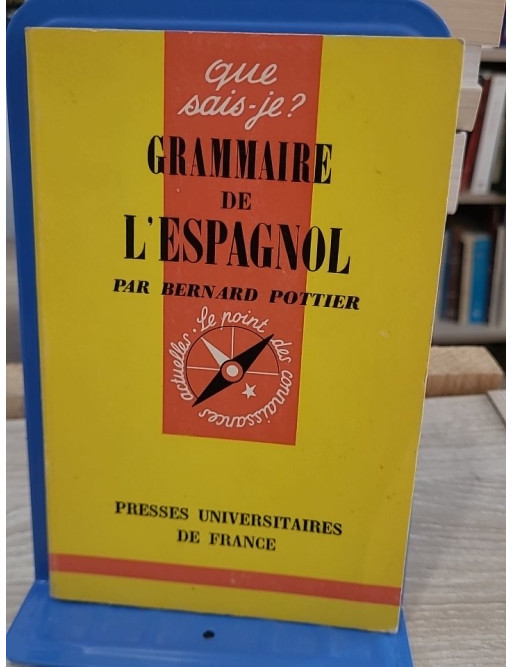 que
sais-je?
GRAMMAIRE
DE
L'ESPAGNOL
PAR BERNARD POTTIER
Le point des connaissances actuelles.
PRESSES UNIVERSITAIRES
DE FRANCE